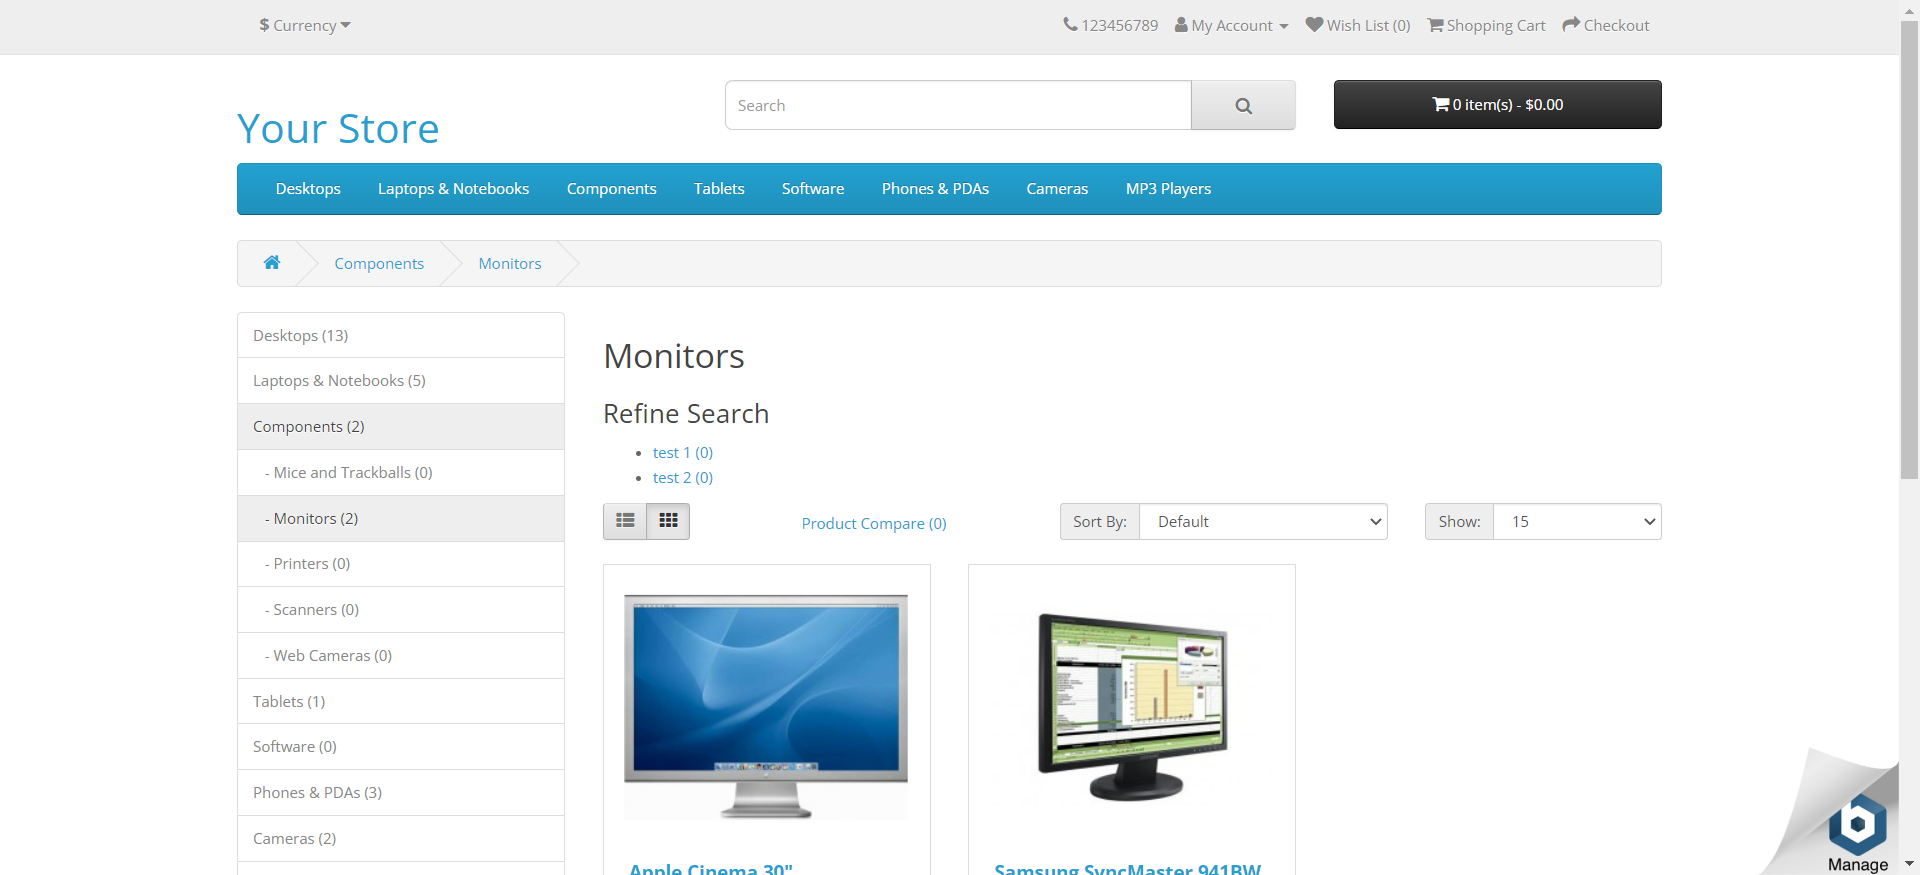 $ Currency
123456789 My Account Wish List (0) Shopping Cart Checkout
Your Store
Search
0 item(s) - $0.00
Desktops Laptops & Notebooks Components Tablets Software Phones & PDAs Cameras MP3 Players
Components Monitors
Desktops (13)
Laptops & Notebooks (5)
Components (2)
- Mice and Trackballs (0)
- Monitors (2)
- Printers (0)
- Scanners (0)
- Web Cameras (0)
Tablets (1)
Software (0)
Phones & PDAs (3)
Cameras (2)
Monitors
Refine Search
test 1 (0)
test 2 (0)
Product Compare (0)
Sort By: Default
Show: 15
Apple Cinema 30"
Samsung SyncMaster 941BW
b
Manage